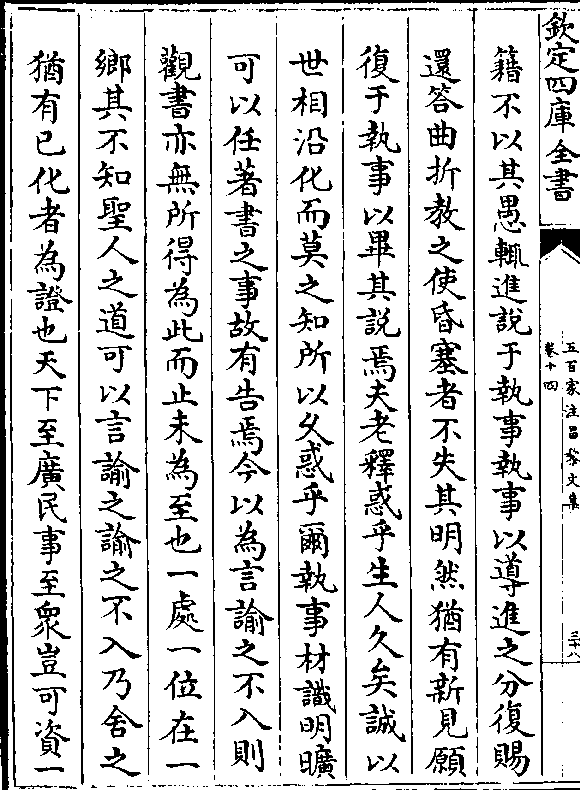 欽定四庫全書
五百家注昌黎文集
卷十四
三十八
籍不以其愚輒進說于執事執事以導進之分復賜
還答曲折教之使昏塞者不失其明然猶有新見願
復于執事以畢其說焉夫老釋惑乎生人久矣誠以
世相沿化而莫之知所以久惑乎爾執事材識明曠
可以任著書之事故有告焉今以為言諭之不入則
觀書亦無所得為此而止未為至也一處一位在一
鄉其不知聖人之道可以言諭之諭之不入乃舍之
猶有已化者為證也天下至廣民事至衆豈可資一